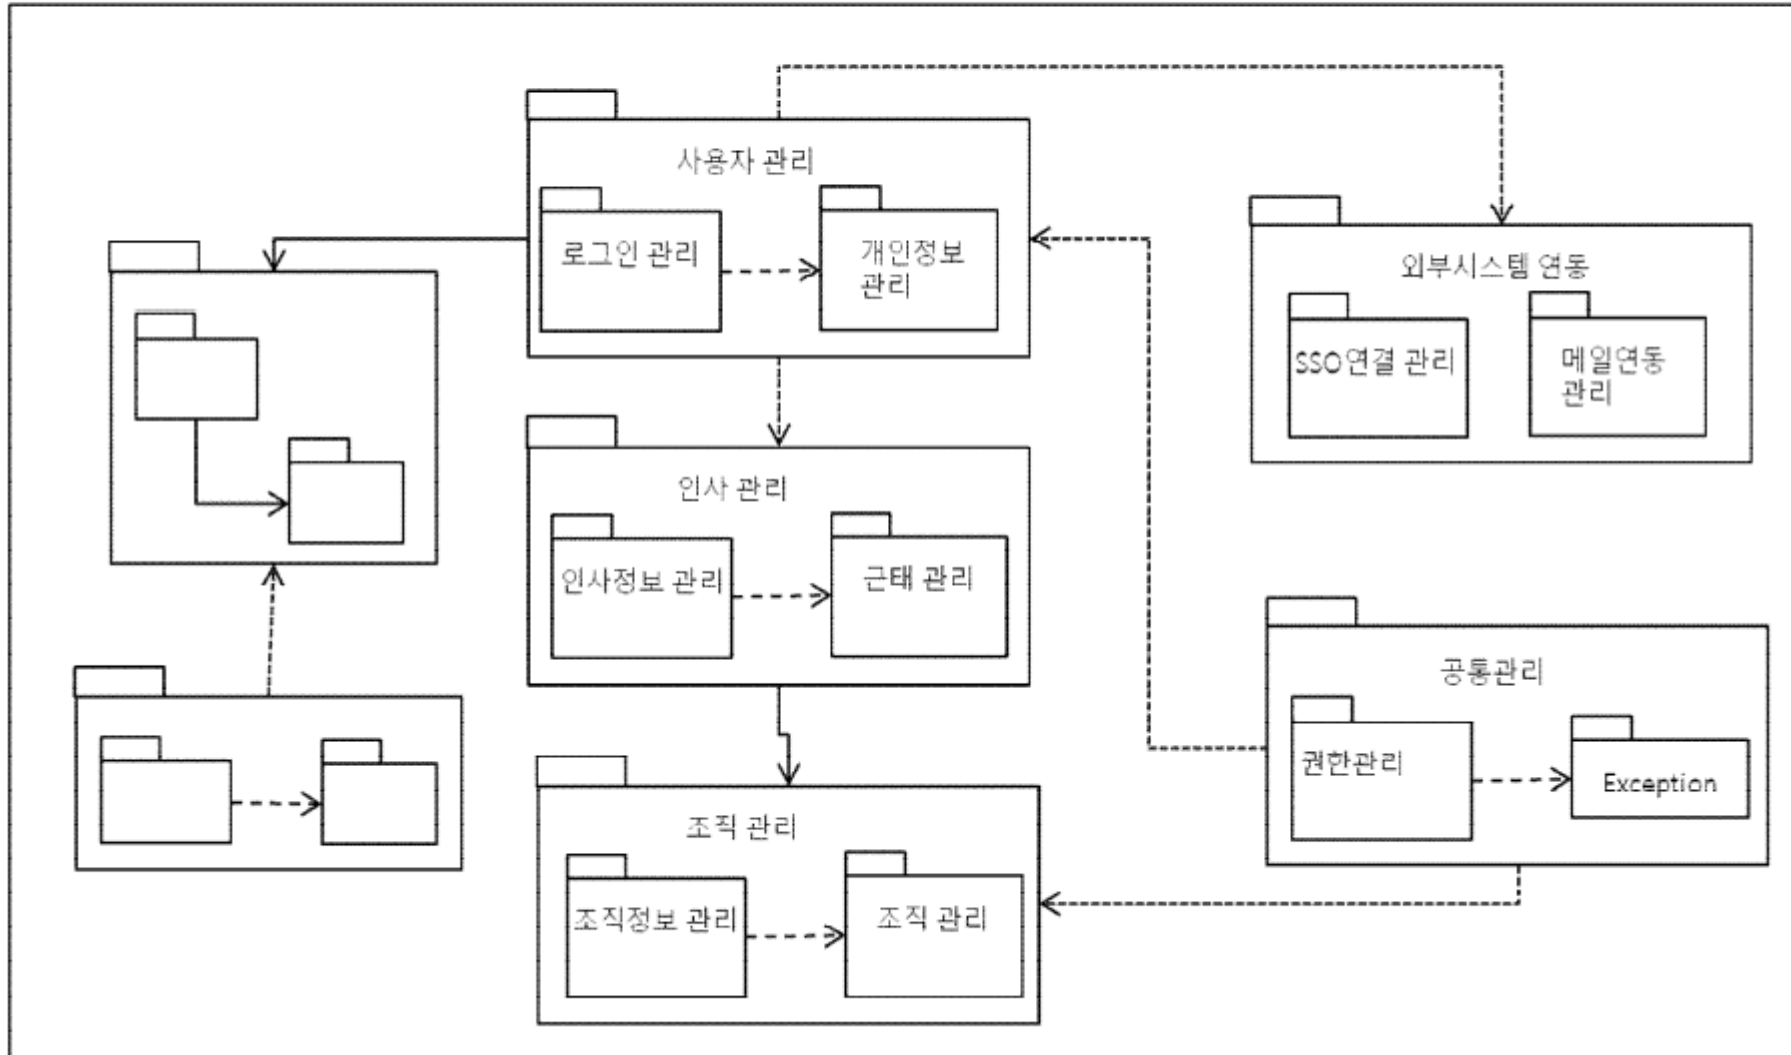 사용자 관리
로그인 관리
개인정보
관리
외부시스템 연동
SSO연결 관리
메일연동
관리
인사 관리
인사정보 관리
근태 관리
공통관리
권한관리
Exception
조직 관리
조직정보 관리
조직 관리